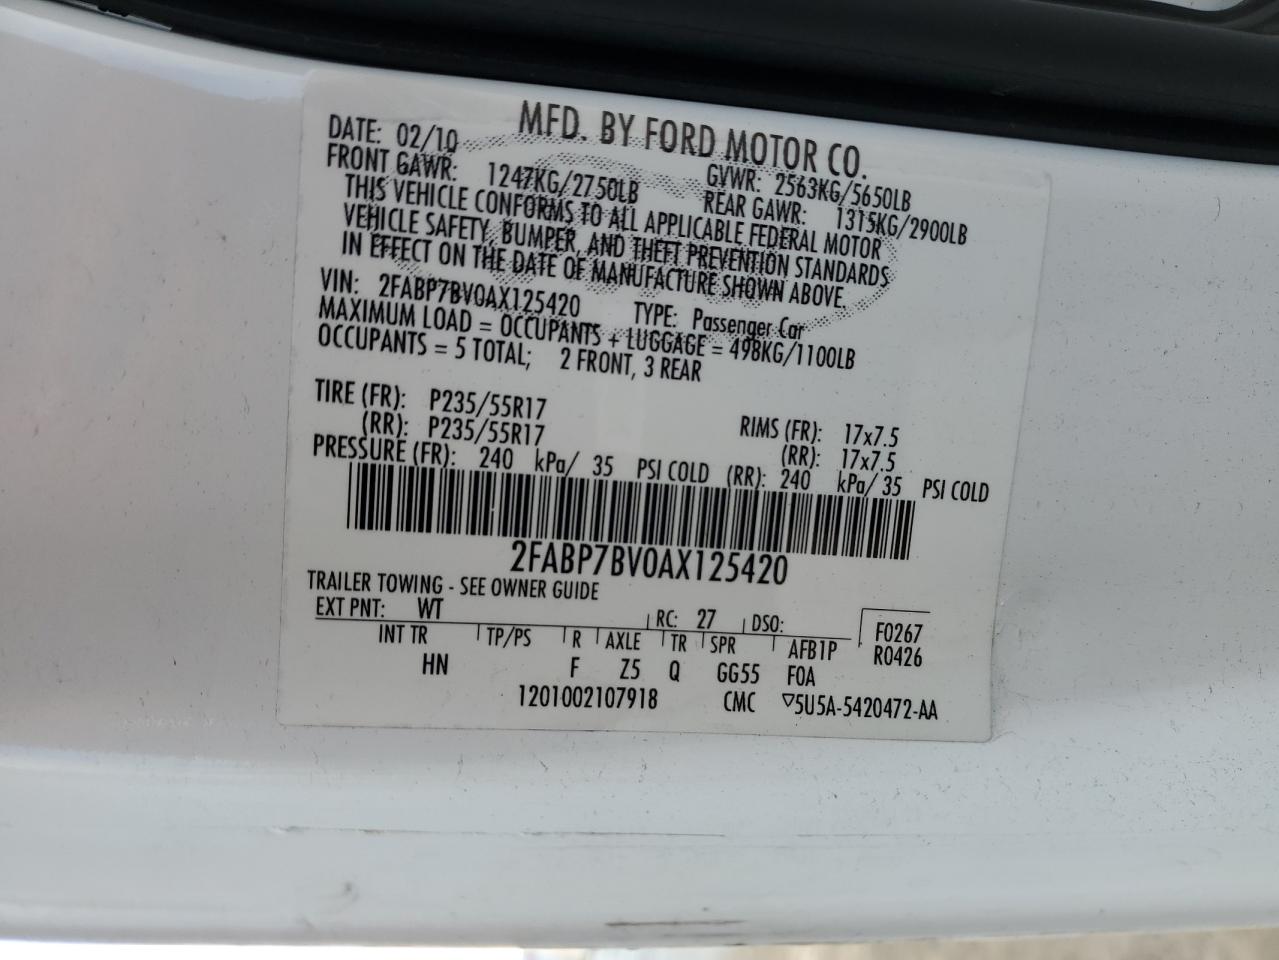 MFD. BY FORD MOTOR CO.
DATE: 02/10 GVWR: 2563KG/5650LB
FRONT GAWR: 1247KG/2750LB REAR GAWR: 1315KG/2900LB
THIS VEHICLE CONFORMS TO ALL APPLICABLE FEDERAL MOTOR
VEHICLE SAFETY, BUMPER, AND THEFT PREVENTION STANDARDS
IN EFFECT ON THE DATE OF MANUFACTURE SHOWN ABOVE.
VIN: 2FABP7BV0AX125420 TYPE: Passenger Car
MAXIMUM LOAD = OCCUPANTS + LUGGAGE = 498KG/1100LB
OCCUPANTS = 5 TOTAL; 2 FRONT, 3 REAR
TIRE (FR): P235/55R17 RIMS (FR): 17x7.5
(RR): P235/55R17 (RR): 17x7.5
PRESSURE (FR): 240 kPa/ 35 PSI COLD (RR): 240 kPa/ 35 PSI COLD
2FABP7BV0AX125420
TRAILER TOWING - SEE OWNER GUIDE
EXT PNT: WT RC: 27 DSO: F0267
INT TR TP/PS R AXLE TR SPR AFB1P R0426
HN F Z5 Q GG55 FOA
1201002107918 CMC ▽5U5A-5420472-AA